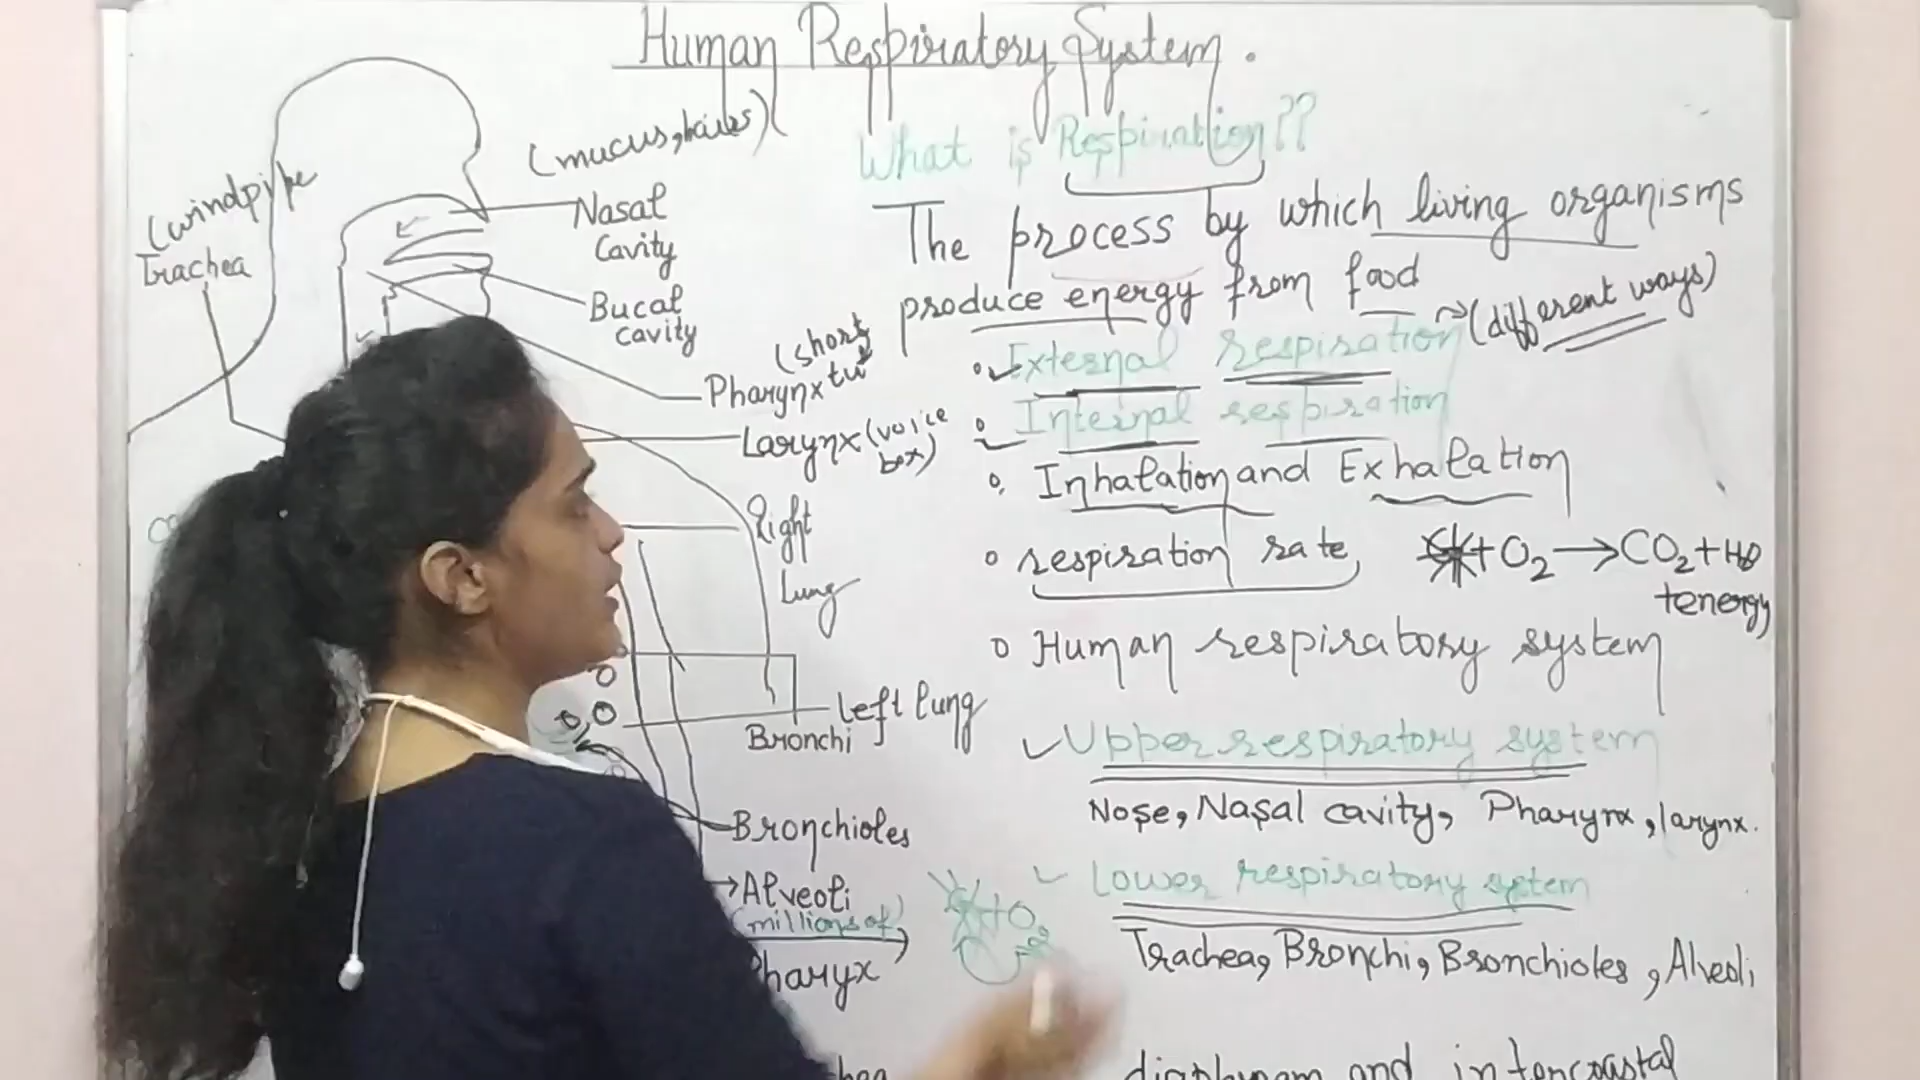 Human Respiratory System.
(mucus, hairs)
(windpipe
Trachea
Nasal
Cavity
Bucal
cavity
(short
Pharynx
Larynx (voice
box)
Right
Lung
Left lung
Bronchi
Bronchioles
Alveoli
(millions of)
Pharyx
What is Respiration??
The process by which living organisms
produce energy from food
(different ways)
External respiration
Internal respiration
Inhalation and Exhalation
respiration rate
+ O2 → CO2 + H2O
+energy
Human respiratory system
Upper respiratory system
Nose, Nasal cavity, Pharynx, larynx.
Lower respiratory system
Trachea, Bronchi, Bronchioles, Alveoli
and